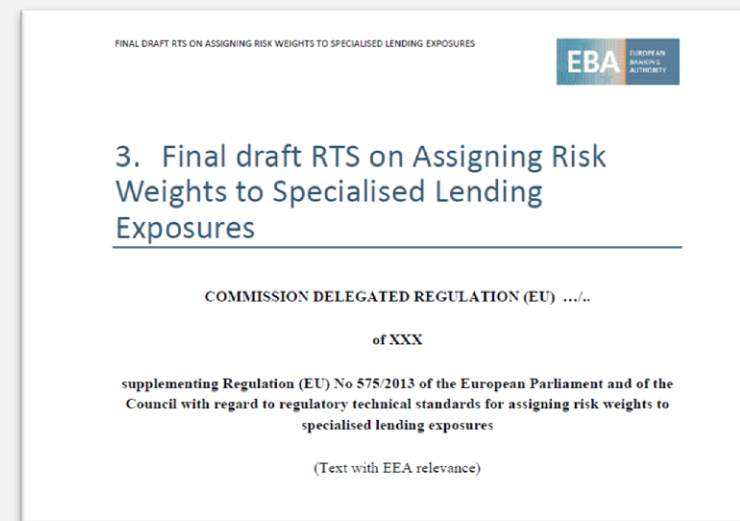 FINAL DRAFT RTS ON ASSIGNING RISK WEIGHTS TO SPECIALISED LENDING EXPOSURES
EBA
EUROPEAN
BANKING
AUTHORITY
3. Final draft RTS on Assigning Risk
Weights to Specialised Lending
Exposures
COMMISSION DELEGATED REGULATION (EU) …/..
of XXX
supplementing Regulation (EU) No 575/2013 of the European Parliament and of the
Council with regard to regulatory technical standards for assigning risk weights to
specialised lending exposures
(Text with EEA relevance)